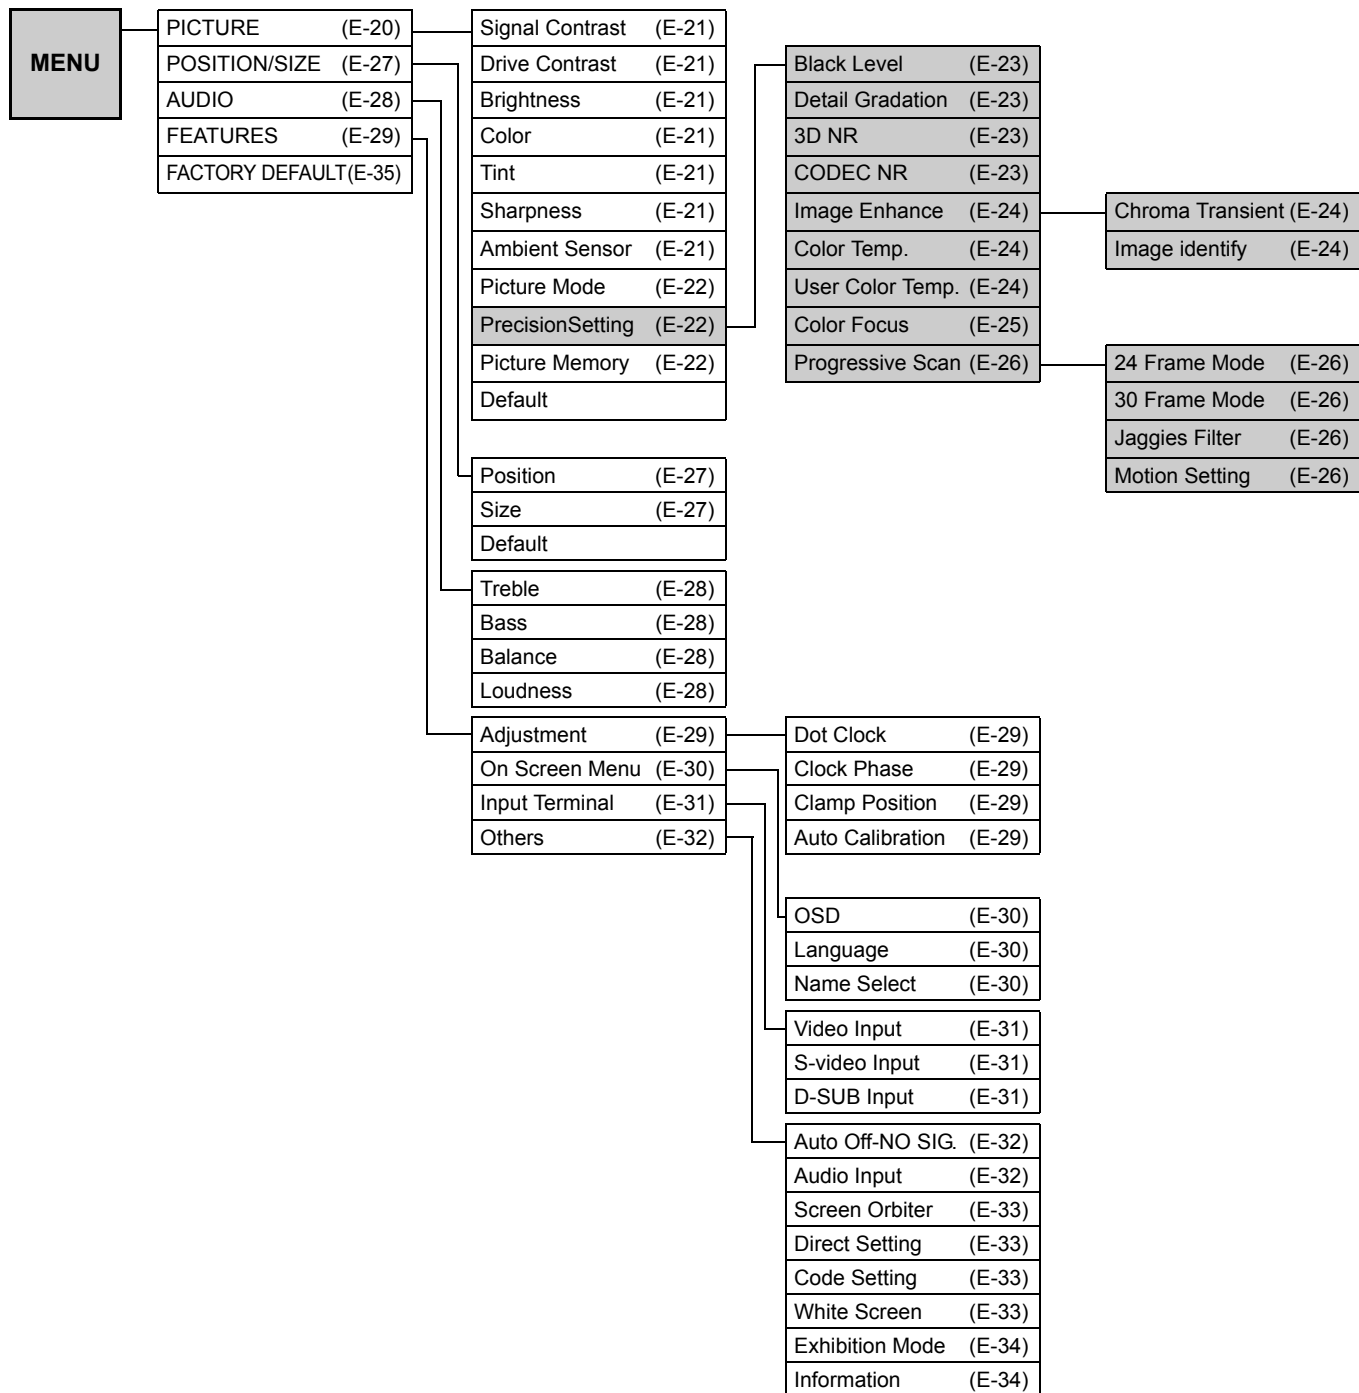 MENU
PICTURE (E-20)
POSITION/SIZE (E-27)
AUDIO (E-28)
FEATURES (E-29)
FACTORY DEFAULT(E-35)
Signal Contrast (E-21)
Drive Contrast (E-21)
Brightness (E-21)
Color (E-21)
Tint (E-21)
Sharpness (E-21)
Ambient Sensor (E-21)
Picture Mode (E-22)
PrecisionSetting (E-22)
Picture Memory (E-22)
Default
Black Level (E-23)
Detail Gradation (E-23)
3D NR (E-23)
CODEC NR (E-23)
Image Enhance (E-24)
Color Temp. (E-24)
User Color Temp. (E-24)
Color Focus (E-25)
Progressive Scan (E-26)
Chroma Transient (E-24)
Image identify (E-24)
24 Frame Mode (E-26)
30 Frame Mode (E-26)
Jaggies Filter (E-26)
Motion Setting (E-26)
Position (E-27)
Size (E-27)
Default
Treble (E-28)
Bass (E-28)
Balance (E-28)
Loudness (E-28)
Adjustment (E-29)
On Screen Menu (E-30)
Input Terminal (E-31)
Others (E-32)
Dot Clock (E-29)
Clock Phase (E-29)
Clamp Position (E-29)
Auto Calibration (E-29)
OSD (E-30)
Language (E-30)
Name Select (E-30)
Video Input (E-31)
S-video Input (E-31)
D-SUB Input (E-31)
Auto Off-NO SIG. (E-32)
Audio Input (E-32)
Screen Orbiter (E-33)
Direct Setting (E-33)
Code Setting (E-33)
White Screen (E-33)
Exhibition Mode (E-34)
Information (E-34)